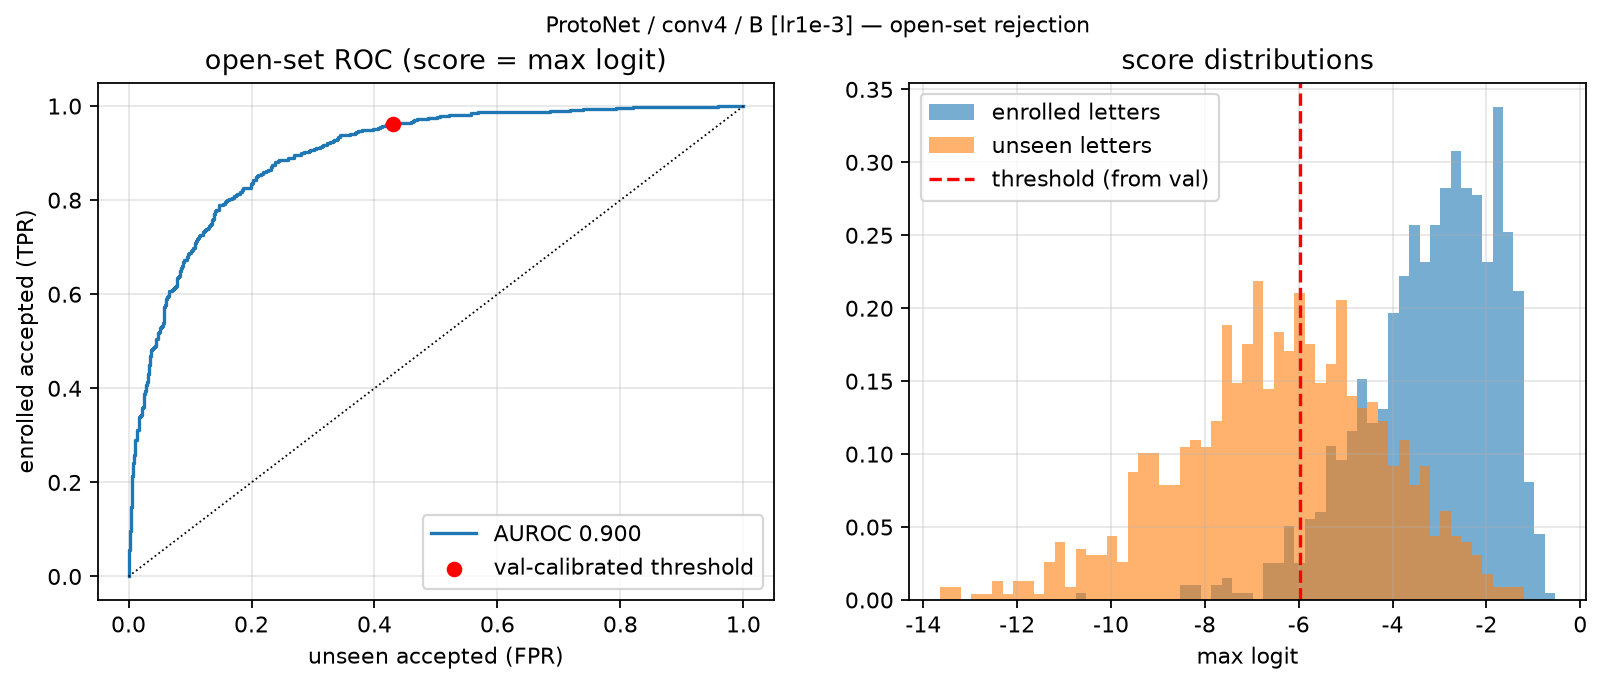 ProtoNet / conv4 / B [lr1e-3] — open-set rejection
open-set ROC (score = max logit)
1.0
0.8
0.6
0.4
0.2
0.0
enrolled accepted (TPR)
AUROC 0.900
val-calibrated threshold
0.0 0.2 0.4 0.6 0.8 1.0
unseen accepted (FPR)
score distributions
0.35
0.30
0.25
0.20
0.15
0.10
0.05
0.00
enrolled letters
unseen letters
threshold (from val)
-14 -12 -10 -8 -6 -4 -2 0
max logit